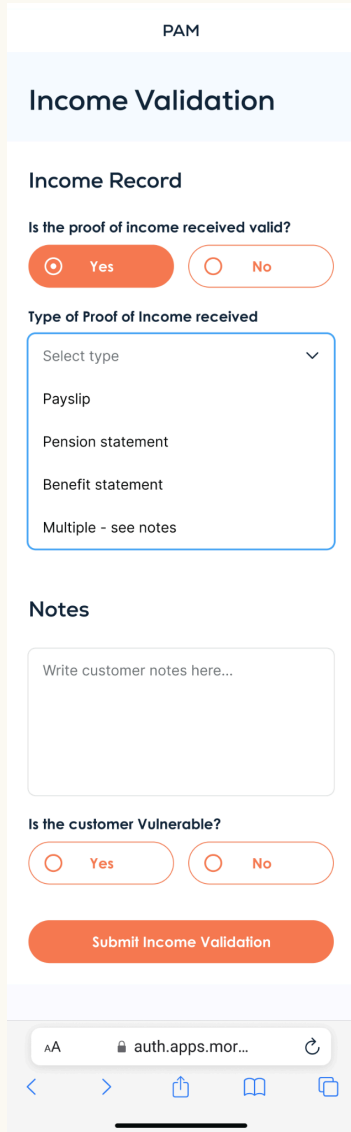 PAM
Income Validation
Income Record
Is the proof of income received valid?
Yes
No
Type of Proof of Income received
Select type
Payslip
Pension statement
Benefit statement
Multiple - see notes
Notes
Write customer notes here...
Is the customer Vulnerable?
Yes
No
Submit Income Validation
AA
auth.apps.mor...